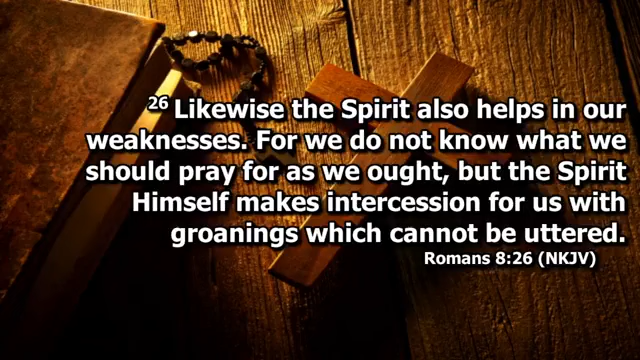 26 Likewise the Spirit also helps in our
weaknesses. For we do not know what we
should pray for as we ought, but the Spirit
Himself makes intercession for us with
groanings which cannot be uttered.
Romans 8:26 (NKJV)